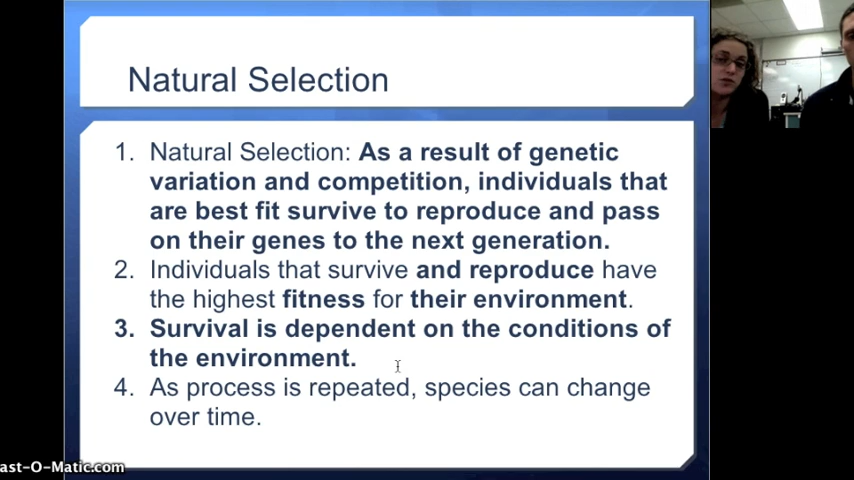 Natural Selection
1. Natural Selection: As a result of genetic
variation and competition, individuals that
are best fit survive to reproduce and pass
on their genes to the next generation.
2. Individuals that survive and reproduce have
the highest fitness for their environment.
3. Survival is dependent on the conditions of
the environment.
4. As process is repeated, species can change
over time.
ast-O-Matic.com